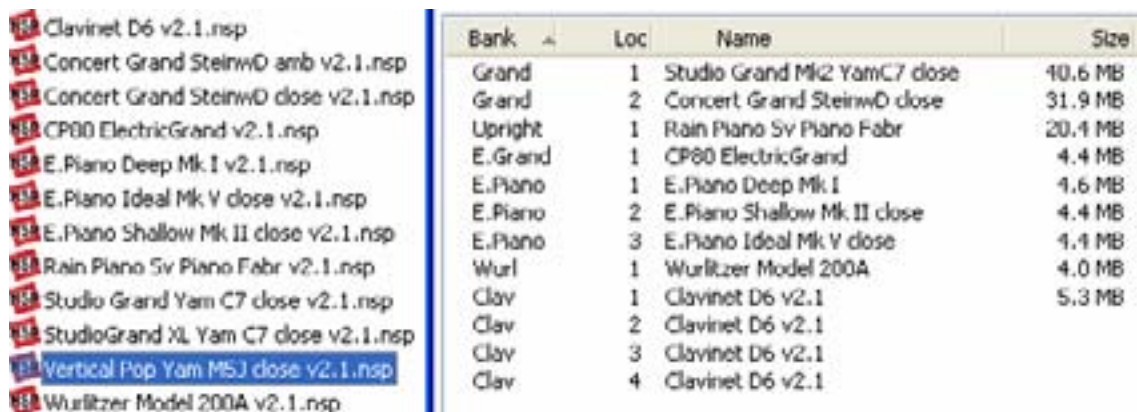 Clavinet D6 v2.1.nsp
Concert Grand SteinwD amb v2.1.nsp
Concert Grand SteinwD close v2.1.nsp
CP80 ElectricGrand v2.1.nsp
E.Piano Deep Mk I v2.1.nsp
E.Piano Ideal Mk V close v2.1.nsp
E.Piano Shallow Mk II close v2.1.nsp
Rain Piano Sv Piano Fabr v2.1.nsp
Studio Grand Yam C7 close v2.1.nsp
StudioGrand XL Yam C7 close v2.1.nsp
Vertical Pop Yam M5J close v2.1.nsp
Wurlitzer Model 200A v2.1.nsp
Bank Loc Name Size
Grand 1 Studio Grand Mk2 YamC7 close 40.6 MB
Grand 2 Concert Grand SteinwD close 31.9 MB
Upright 1 Rain Piano Sv Piano Fabr 20.4 MB
E.Grand 1 CP80 ElectricGrand 4.4 MB
E.Piano 1 E.Piano Deep Mk I 4.6 MB
E.Piano 2 E.Piano Shallow Mk II close 4.4 MB
E.Piano 3 E.Piano Ideal Mk V close 4.4 MB
Wurl 1 Wurlitzer Model 200A 4.0 MB
Clav 1 Clavinet D6 v2.1 5.3 MB
Clav 2 Clavinet D6 v2.1
Clav 3 Clavinet D6 v2.1
Clav 4 Clavinet D6 v2.1